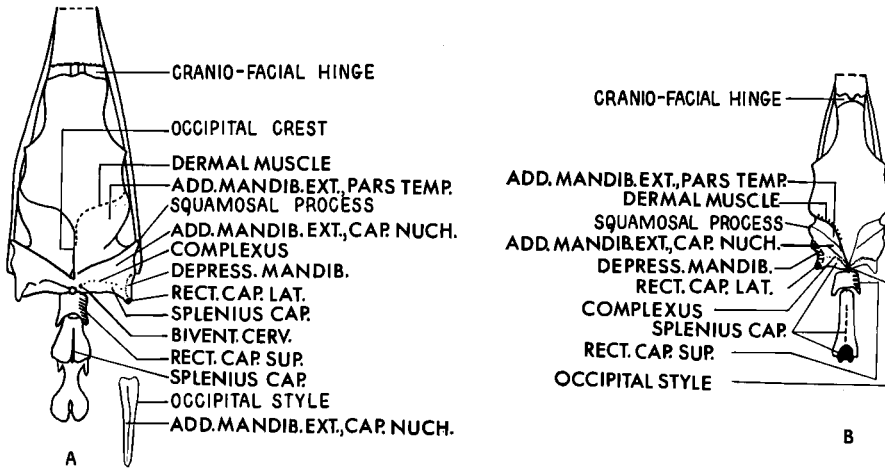 CRANIO-FACIAL HINGE
OCCIPITAL CREST
DERMAL MUSCLE
ADD.MANDIB.EXT.,PARS TEMP.
SQUAMOSAL PROCESS
ADD.MANDIB.EXT.,CAP. NUCH.
COMPLEXUS
DEPRESS. MANDIB.
RECT. CAP. LAT.
SPLENIUS CAP.
BIVENT. CERV.
RECT. CAP. SUP.
SPLENIUS CAP.
OCCIPITAL STYLE
ADD.MANDIB.EXT.,CAP. NUCH.
A
CRANIO-FACIAL HINGE
ADD. MANDIB. EXT., PARS TEMP.
DERMAL MUSCLE
SQUAMOSAL PROCESS
ADD.MANDIB.EXT., CAP. NUCH.
DEPRESS. MANDIB.
RECT. CAP. LAT.
COMPLEXUS
SPLENIUS CAP.
RECT. CAP. SUP.
OCCIPITAL STYLE
B